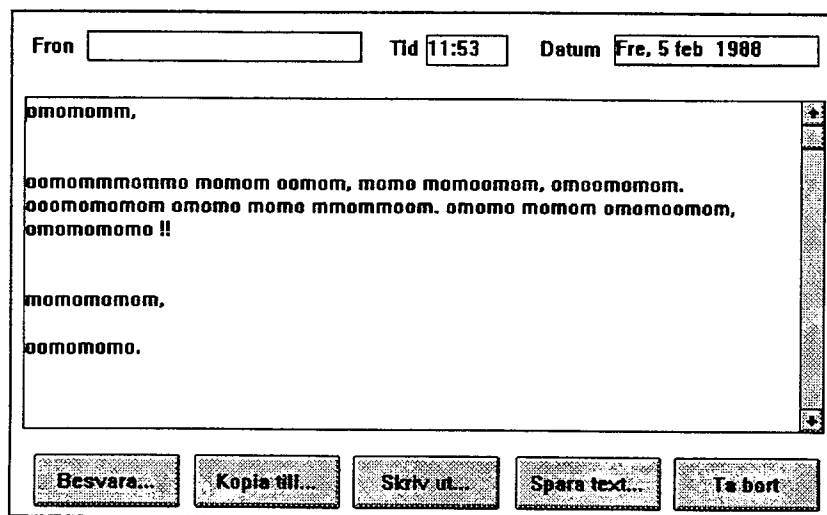 Fron Tid 11:53 Datum Fre, 5 feb 1988
omomomm,
oomommmommo momom oomom, momo momoomom, omoomomom.
ooomomomom omomo momo mmommoom. omomo momom omomoomom,
omomomomo !!
momomomom,
oomomomo.
Besvara... Kopia till... Skriv ut... Spara text... Ta bort